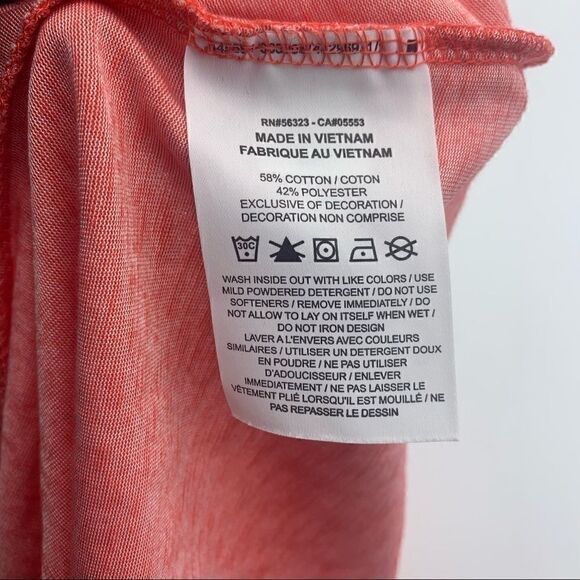 RN#56323 - CA#05553
MADE IN VIETNAM
FABRIQUE AU VIETNAM
58% COTTON / COTON
42% POLYESTER
EXCLUSIVE OF DECORATION /
DECORATION NON COMPRISE
30C
WASH INSIDE OUT WITH LIKE COLORS / USE
MILD POWDERED DETERGENT / DO NOT USE
SOFTENERS / REMOVE IMMEDIATELY / DO
NOT ALLOW TO LAY ON ITSELF WHEN WET /
DO NOT IRON DESIGN
LAVER A L'ENVERS AVEC COULEURS
SIMILAIRES / UTILISER UN DETERGENT DOUX
EN POUDRE / NE PAS UTILISER
D'ADOUCISSEUR / ENLEVER
IMMEDIATEMENT / NE PAS LAISSER LE
VÊTEMENT PLIÉ LORSQU'IL EST MOUILLÉ / NE
PAS REPASSER LE DESSIN